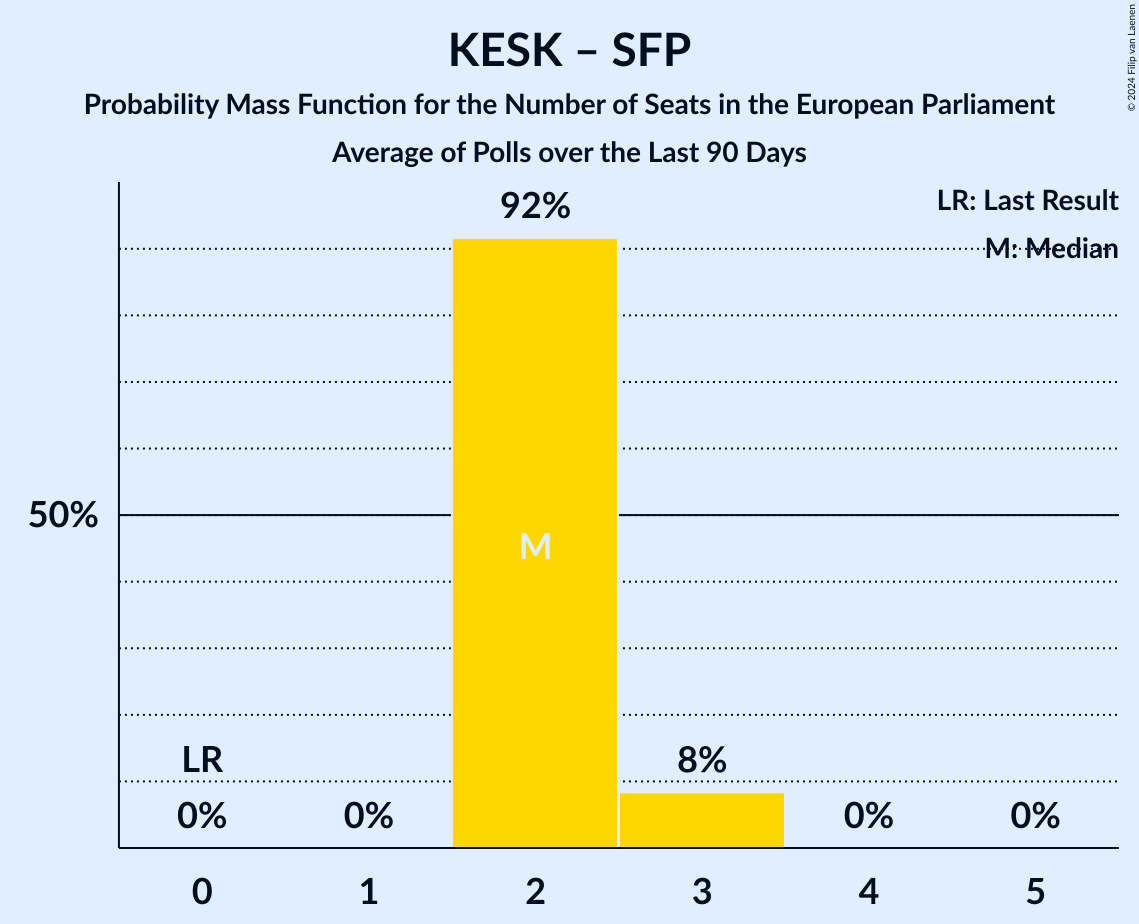 KESK – SFP
Probability Mass Function for the Number of Seats in the European Parliament
Average of Polls over the Last 90 Days
© 2024 Filip van Laenen
LR: Last Result
M: Median
92%
50%
M
LR
8%
0%
0%
0%
0%
0 1 2 3 4 5